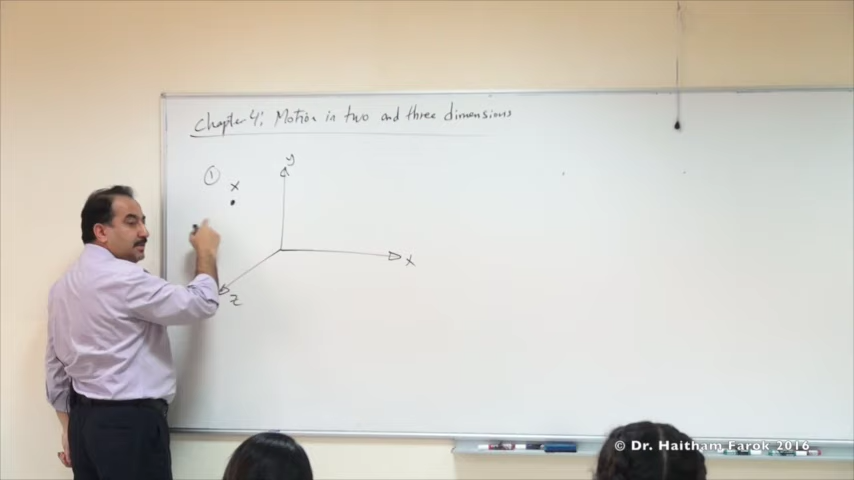 Chapter 4: Motion in two and three dimensions
①
y
x
x
z
© Dr. Haitham Farok 2016